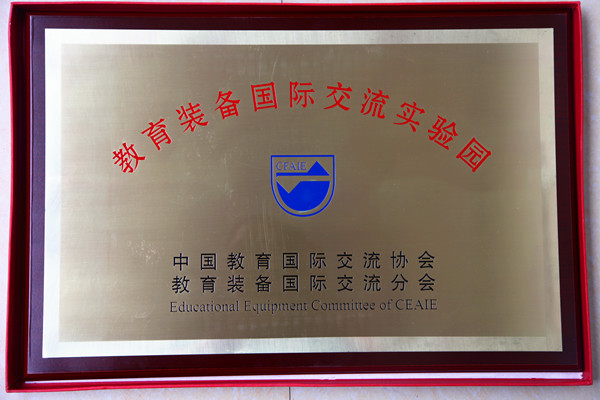 教育装备国际交流实验园
CEAIE
中国教育国际交流协会
教育装备国际交流分会
Educational Equipment Committee of CEAIE